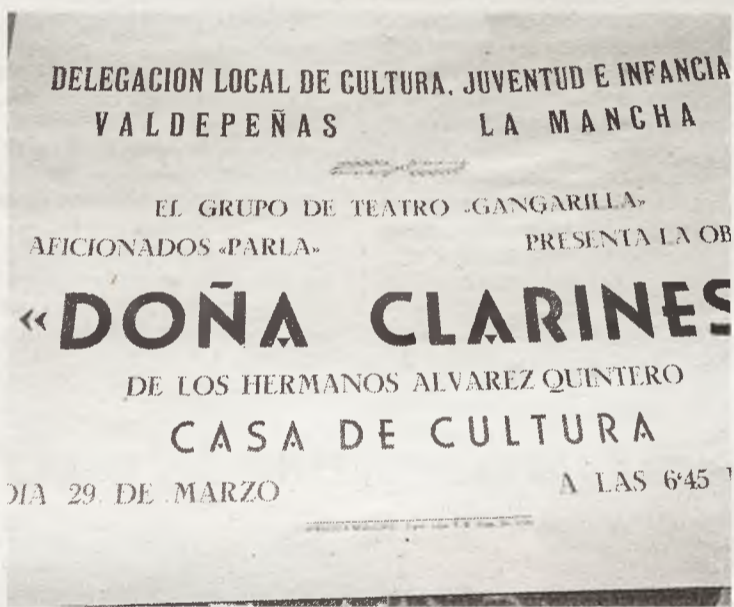 DELEGACION LOCAL DE CULTURA, JUVENTUD E INFANCIA
VALDEPEÑAS LA MANCHA
EL GRUPO DE TEATRO «GANGARILLA»
AFICIONADOS «PARLA» PRESENTA LA OB
«DOÑA CLARINES
DE LOS HERMANOS ALVAREZ QUINTERO
CASA DE CULTURA
DIA 29 DE MARZO A LAS 6'45